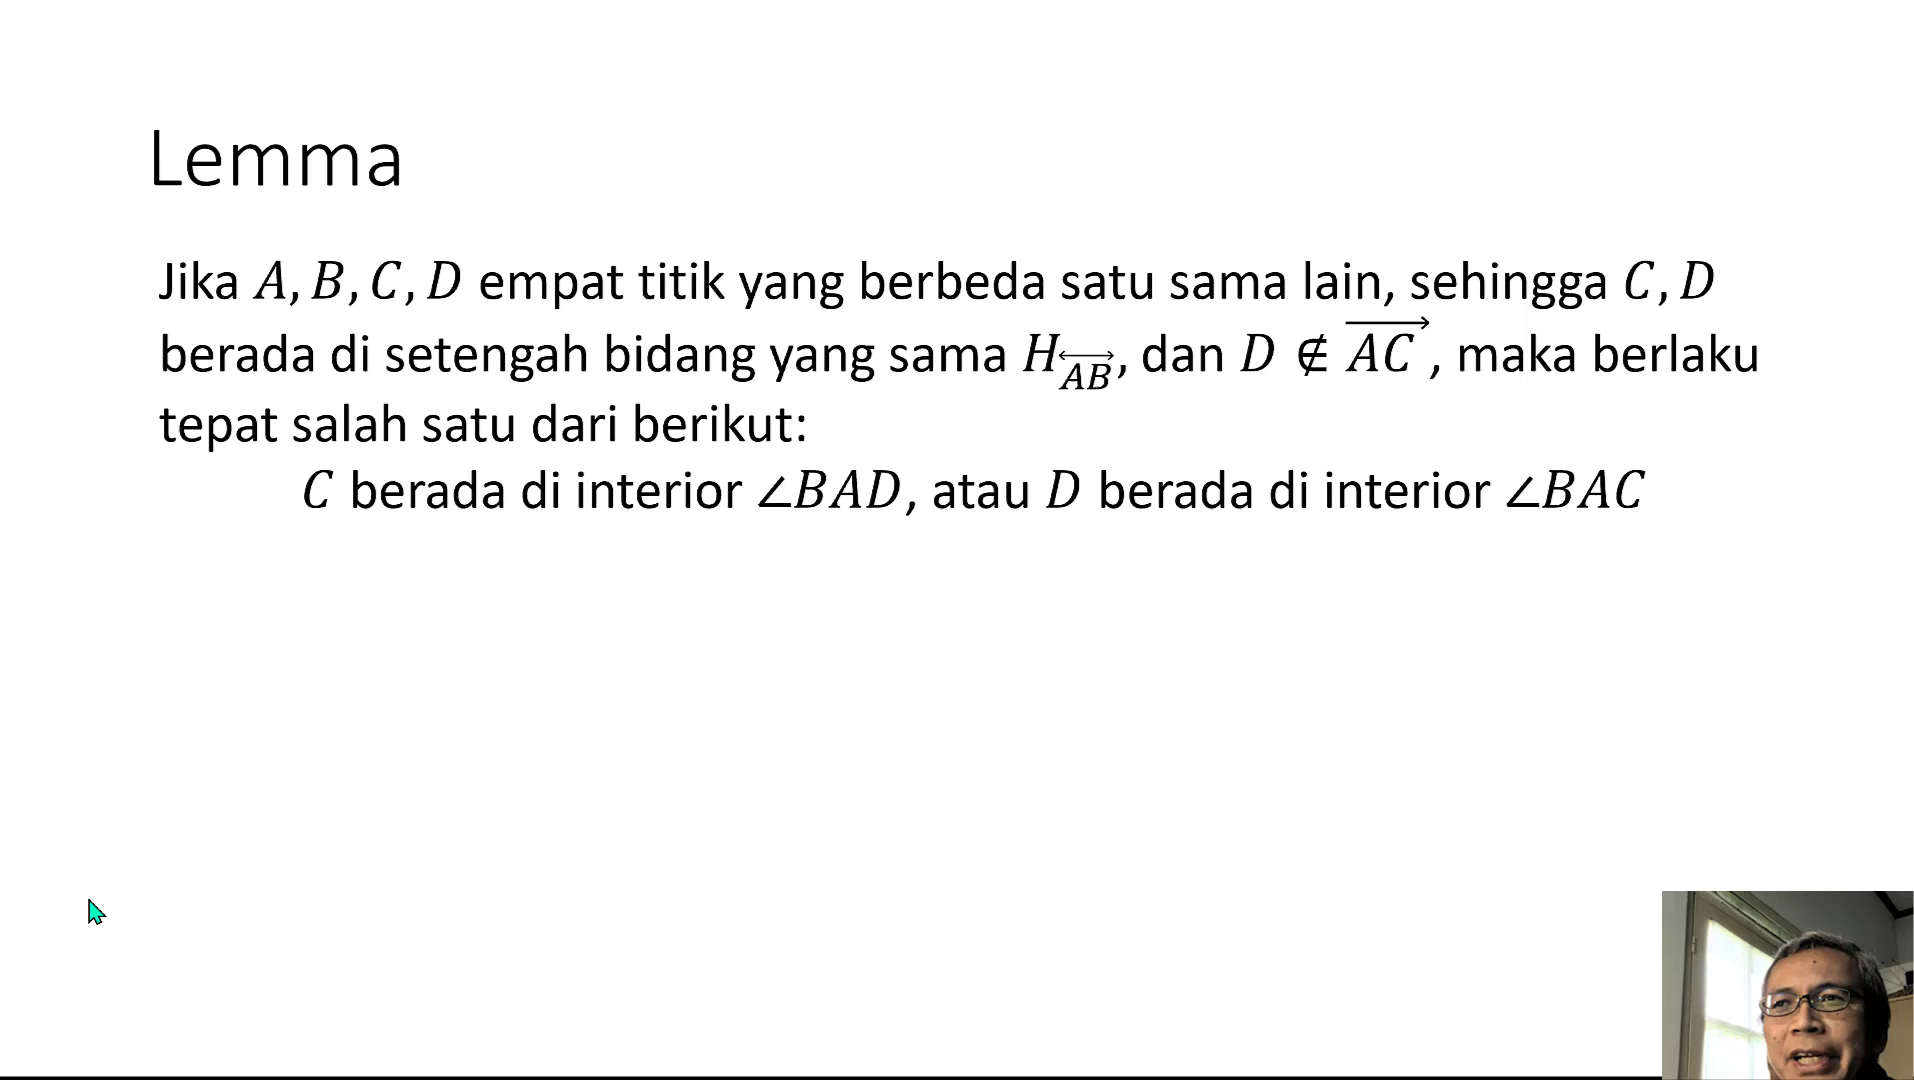 Lemma
Jika A, B, C, D empat titik yang berbeda satu sama lain, sehingga C, D
berada di setengah bidang yang sama H_{\overleftrightarrow{AB}}, dan D ∉ \overrightarrow{AC}, maka berlaku
tepat salah satu dari berikut:
C berada di interior ∠BAD, atau D berada di interior ∠BAC